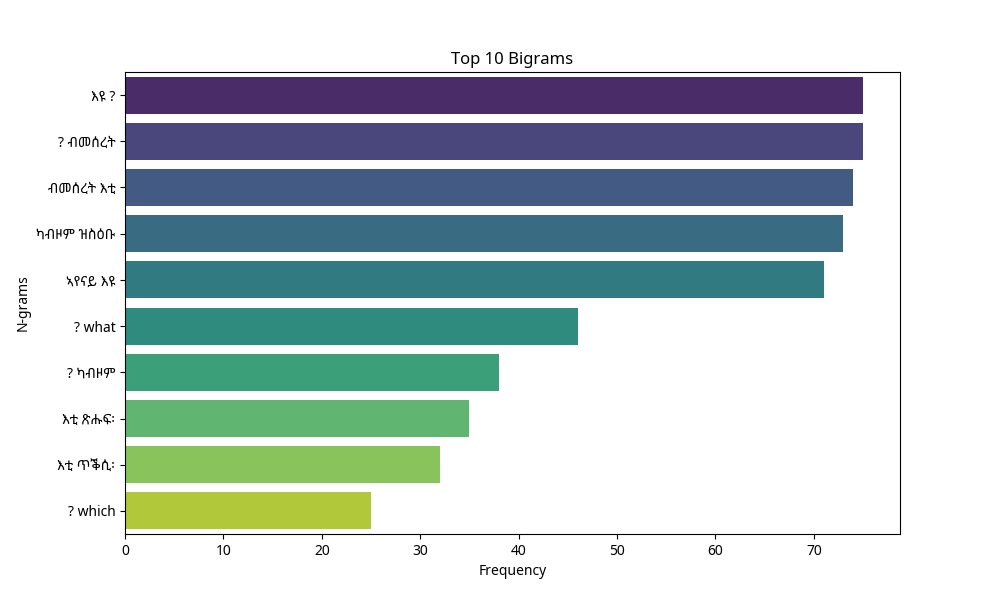 Top 10 Bigrams
እዩ ?
? ብመሰረት
ብመሰረት እቲ
ካብዞም ዝስዕቡ
ኣየናይ እዩ
? what
? ካብዞም
እቲ ጽሑፍ፡
እቲ ጥቕሲ፡
? which
N-grams
0 10 20 30 40 50 60 70
Frequency